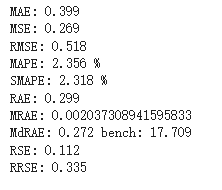 MAE: 0.399
MSE: 0.269
RMSE: 0.518
MAPE: 2.356 %
SMAPE: 2.318 %
RAE: 0.299
MRAE: 0.002037308941595833
MdRAE: 0.272 bench: 17.709
RSE: 0.112
RRSE: 0.335